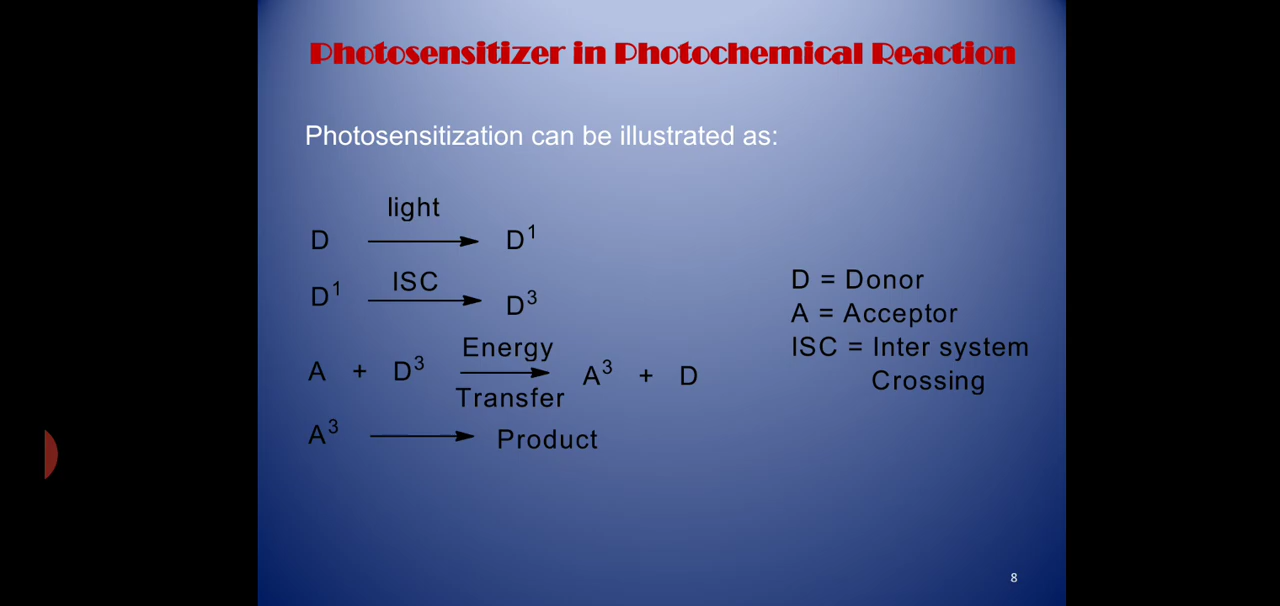 Photosensitizer in Photochemical Reaction
Photosensitization can be illustrated as:
light
D → D¹
ISC
D¹ → D³
Energy
A + D³ → A³ + D
Transfer
A³ → Product
D = Donor
A = Acceptor
ISC = Inter system
Crossing
8